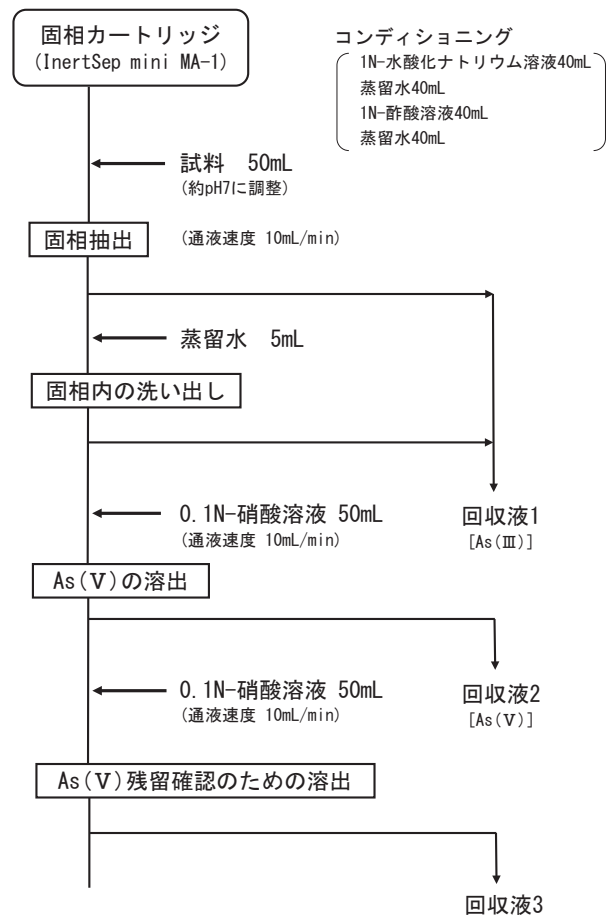 固相カートリッジ
(InertSep mini MA-1)
コンディショニング
1N-水酸化ナトリウム溶液40mL
蒸留水40mL
1N-酢酸溶液40mL
蒸留水40mL
試料 50mL
(約pH7に調整)
固相抽出
(通液速度 10mL/min)
蒸留水 5mL
固相内の洗い出し
0.1N-硝酸溶液 50mL
(通液速度 10mL/min)
回収液1
[As(Ⅲ)]
As(Ⅴ)の溶出
0.1N-硝酸溶液 50mL
(通液速度 10mL/min)
回収液2
[As(Ⅴ)]
As(Ⅴ)残留確認のための溶出
回収液3